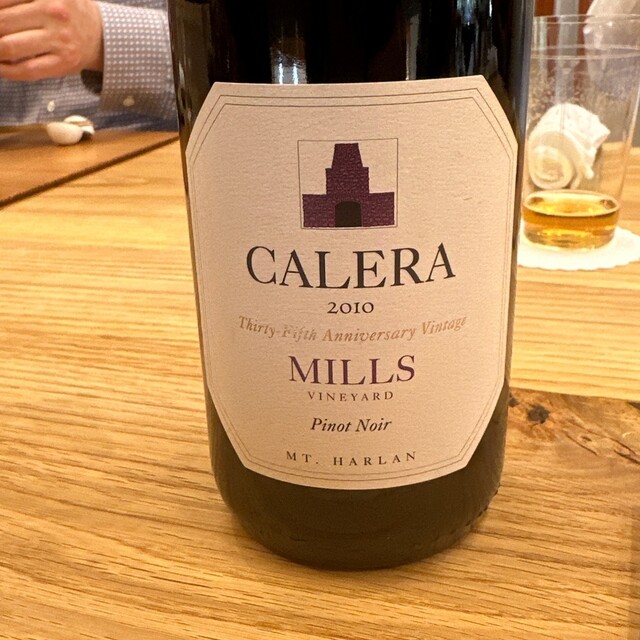 CALERA
2010
Thirty-Fifth Anniversary Vintage
MILLS
VINEYARD
Pinot Noir
MT. HARLAN